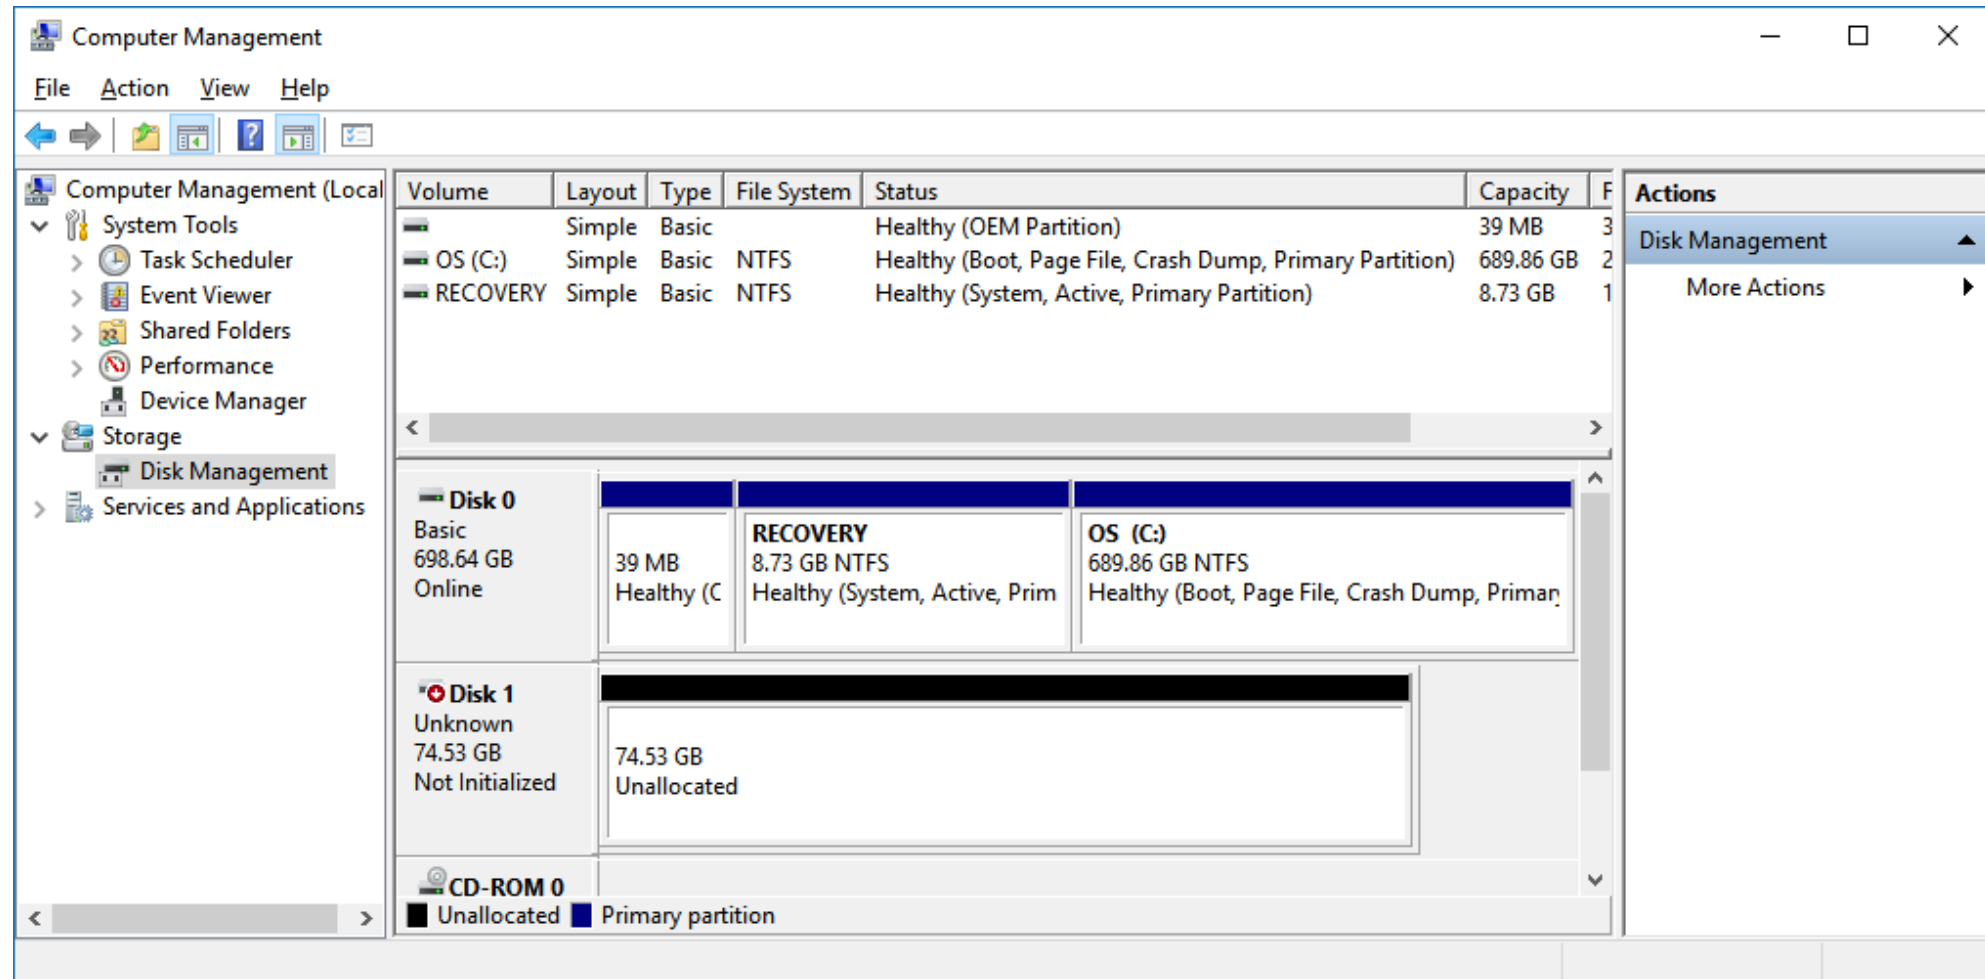 Computer Management
File Action View Help
Computer Management (Local
System Tools
Task Scheduler
Event Viewer
Shared Folders
Performance
Device Manager
Storage
Disk Management
Services and Applications
Volume Layout Type File System Status Capacity F
Simple Basic Healthy (OEM Partition) 39 MB 3
OS (C:) Simple Basic NTFS Healthy (Boot, Page File, Crash Dump, Primary Partition) 689.86 GB 2
RECOVERY Simple Basic NTFS Healthy (System, Active, Primary Partition) 8.73 GB 1
Disk 0
Basic
698.64 GB
Online
39 MB
Healthy (O
RECOVERY
8.73 GB NTFS
Healthy (System, Active, Prim
OS (C:)
689.86 GB NTFS
Healthy (Boot, Page File, Crash Dump, Primary
Disk 1
Unknown
74.53 GB
Not Initialized
74.53 GB
Unallocated
CD-ROM 0
Unallocated Primary partition
Actions
Disk Management
More Actions